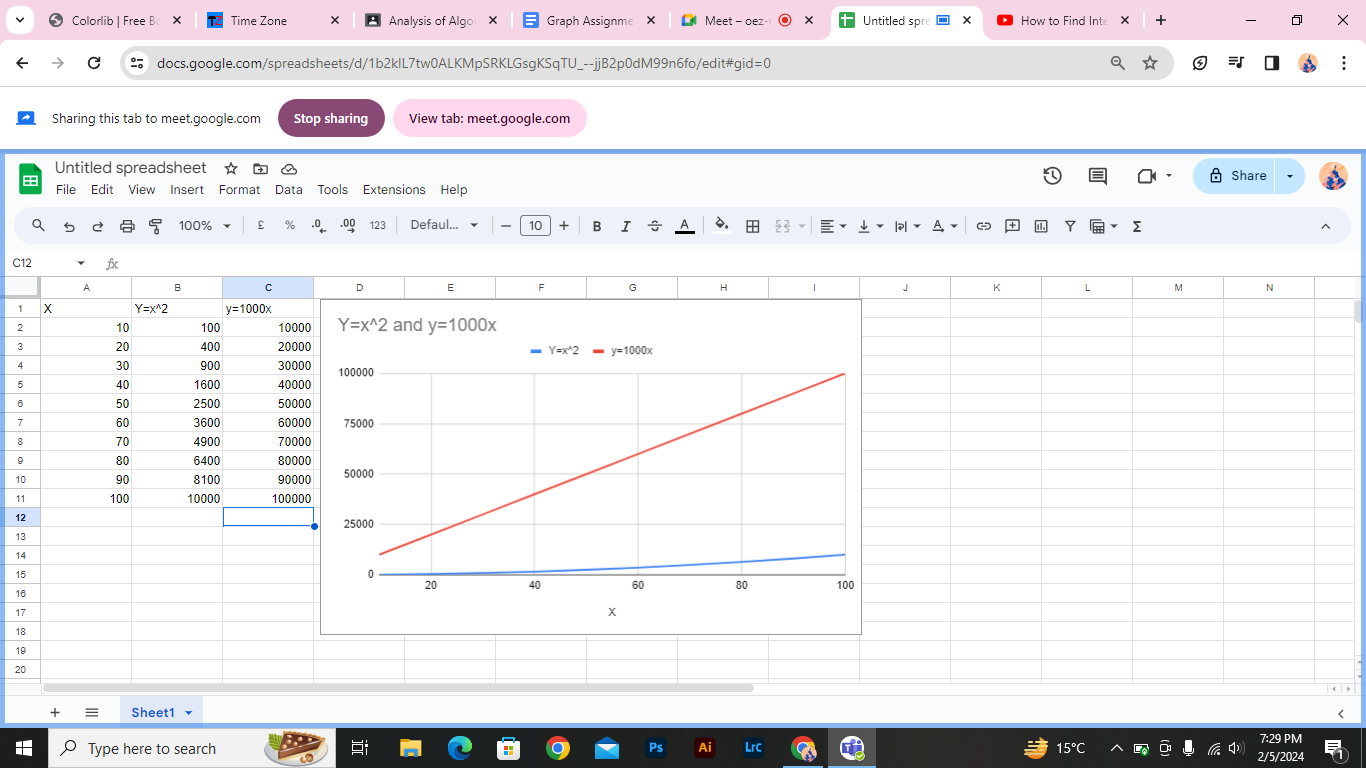 Colorlib | Free Bo
Time Zone
Analysis of Algo
Graph Assignme
Meet – oez-
Untitled spre
How to Find Inte
docs.google.com/spreadsheets/d/1b2klL7tw0ALKMpSRKLGsgKSqTU_--jjB2p0dM99n6fo/edit#gid=0
Sharing this tab to meet.google.com
Stop sharing
View tab: meet.google.com
Untitled spreadsheet
File Edit View Insert Format Data Tools Extensions Help
Share
100% £ % .0 .00 123 Defaul... − 10 + B I S A Σ
C12 fx
A B C D E F G H I J K L M N
1 X Y=x^2 y=1000x
2 10 100 10000
3 20 400 20000
4 30 900 30000
5 40 1600 40000
6 50 2500 50000
7 60 3600 60000
8 70 4900 70000
9 80 6400 80000
10 90 8100 90000
11 100 10000 100000
12
13
14
15
16
17
18
19
20
Y=x^2 and y=1000x
Y=x^2 y=1000x
100000
75000
50000
25000
0
20 40 60 80 100
X
Sheet1
Type here to search
Ps
Ai
Lrc
15°C
7:29 PM
2/5/2024
1